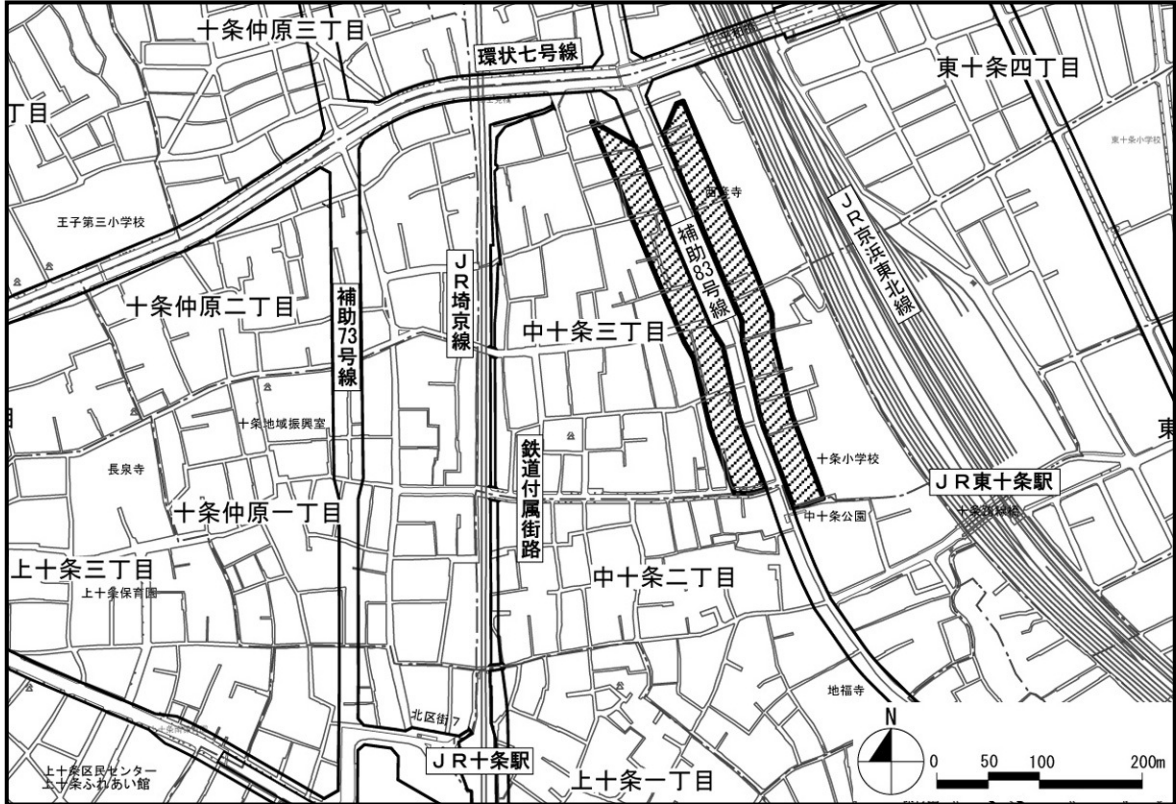 十条仲原三丁目
環状七号線
東十条四丁目
丁目
東十条小学校
王子第三小学校
JR埼京線
補助83号線
JR京浜東北線
十条仲原二丁目
補助73号線
中十条三丁目
十条地域振興室
長泉寺
鉄道付属街路
十条小学校
JR東十条駅
中十条公園
十条仲原一丁目
上十条三丁目
上十条保育園
中十条二丁目
地福寺
北区街7
N
JR十条駅
0 50 100 200m
上十条区民センター
上十条ふれあい館
上十条一丁目